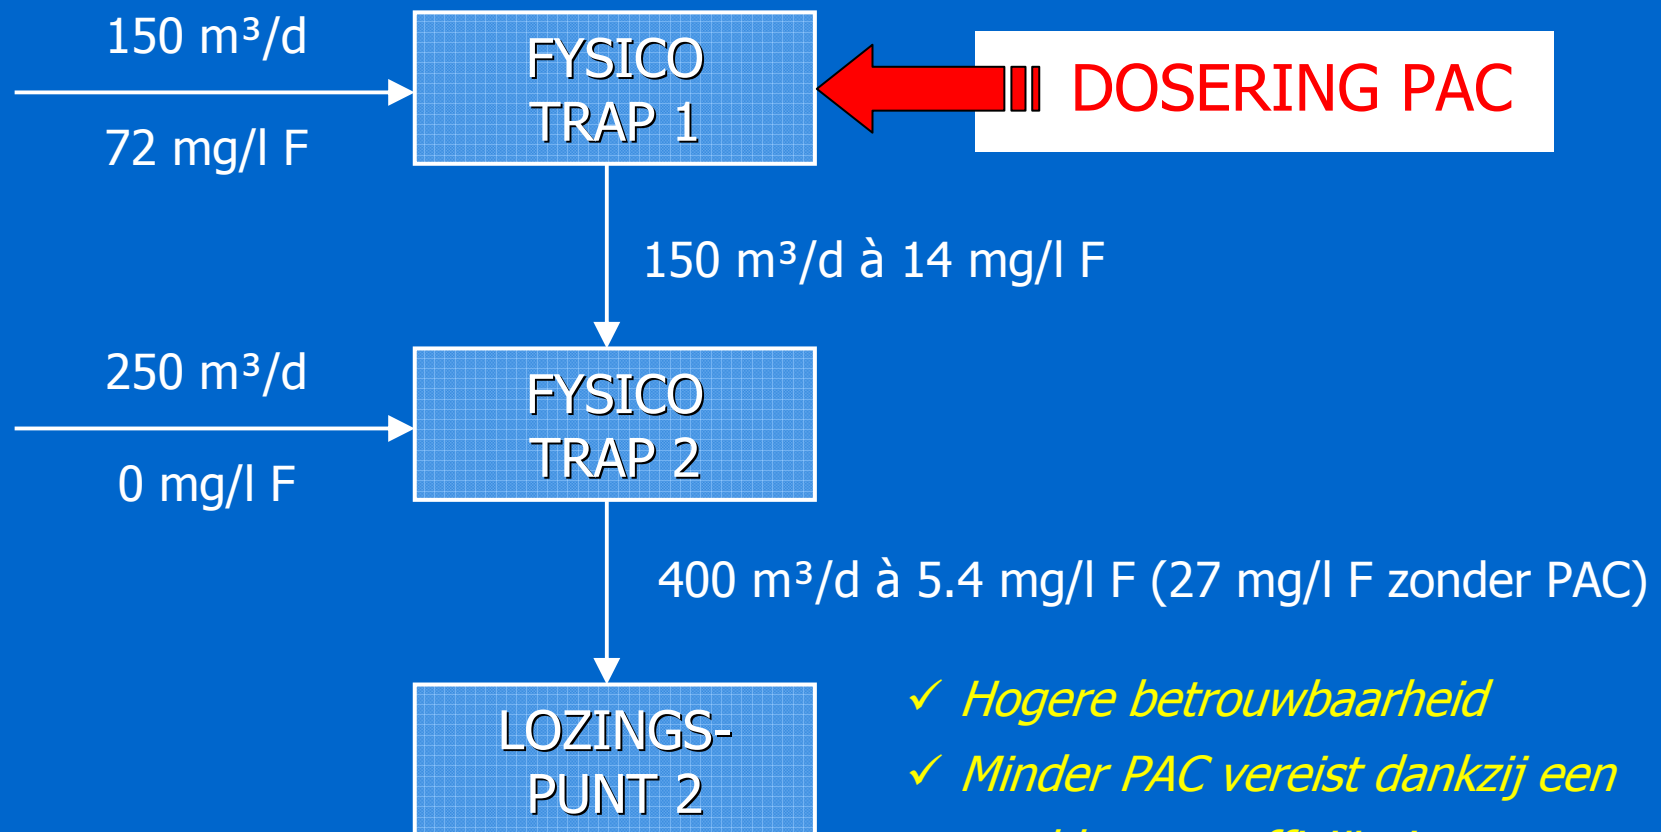 150 m³/d
72 mg/l F
FYSICO
TRAP 1
DOSERING PAC
150 m³/d à 14 mg/l F
250 m³/d
0 mg/l F
FYSICO
TRAP 2
400 m³/d à 5.4 mg/l F (27 mg/l F zonder PAC)
LOZINGS-
PUNT 2
✓ Hogere betrouwbaarheid
✓ Minder PAC vereist dankzij een